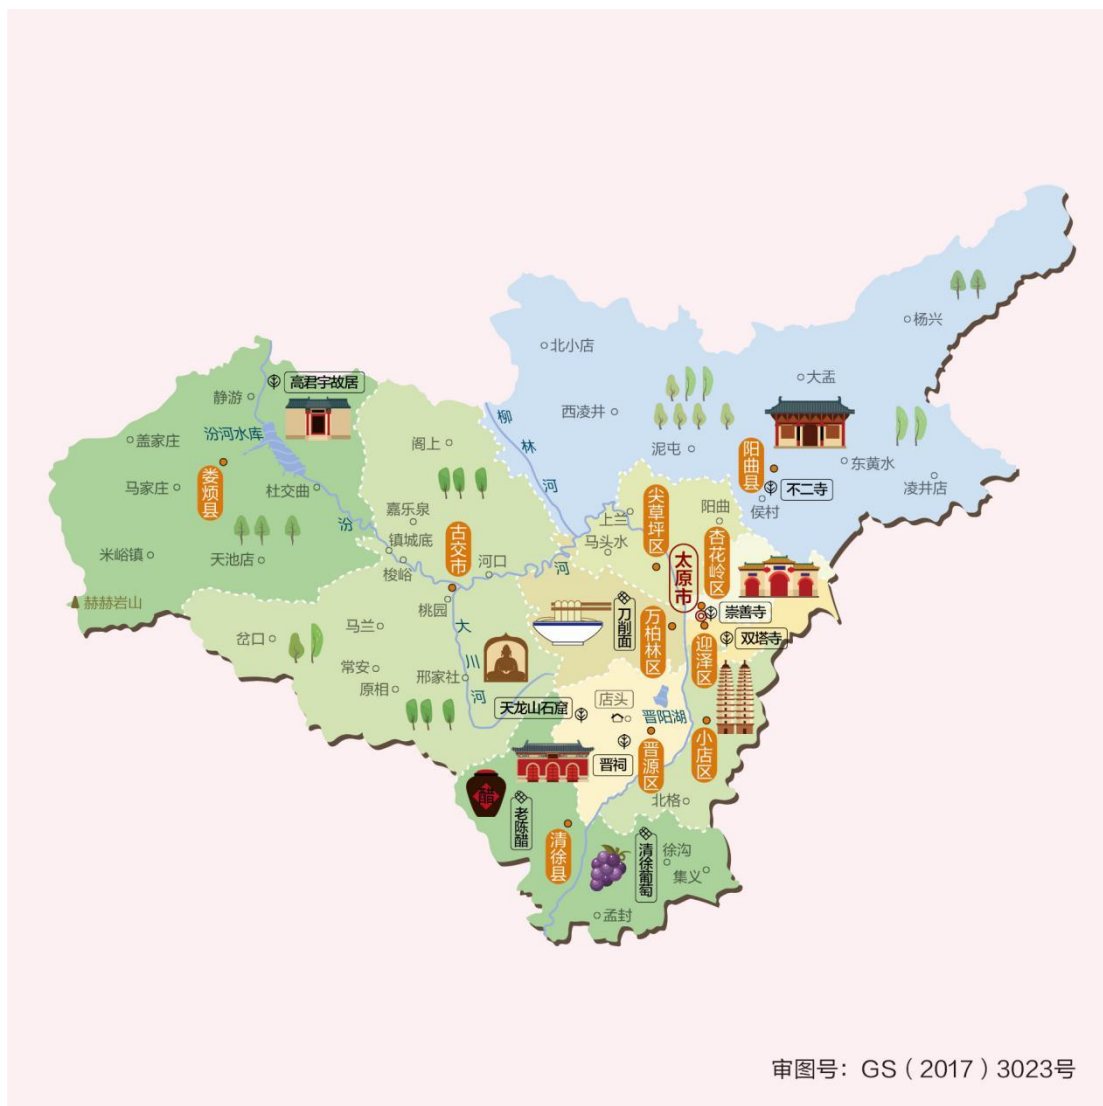 杨兴
北小店
大盂
高君宇故居
静游
西凌井
柳林河
汾河水库
盖家庄
阁上
泥屯
阳曲县
东黄水
娄烦县
马家庄
杜交曲
不二寺
凌井店
侯村
嘉乐泉
上兰
尖草坪区
阳曲
汾河
镇城底
古交市
马头水
杏花岭区
米峪镇
天池店
梭峪
河口
太原市
赫赫岩山
桃园
刀削面
崇善寺
岔口
马兰
大川河
万柏林区
迎泽区
双塔寺
常安
邢家社
原相
天龙山石窟
店头
晋阳湖
晋祠
晋源区
小店区
北格
醋
老陈醋
清徐县
清徐葡萄
徐沟
集义
孟封
审图号：GS（2017）3023号